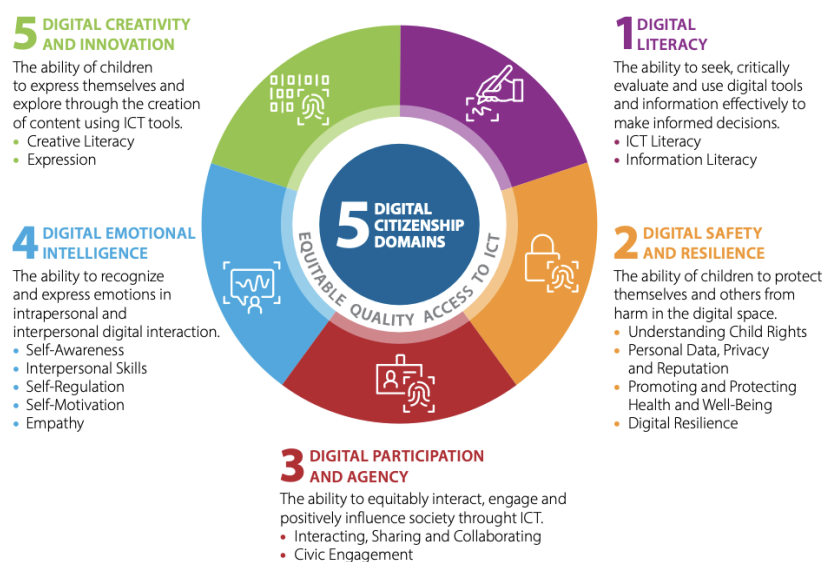 5 DIGITAL CREATIVITY
AND INNOVATION
The ability of children
to express themselves and
explore through the creation
of content using ICT tools.
• Creative Literacy
• Expression
1 DIGITAL
LITERACY
The ability to seek, critically
evaluate and use digital tools
and information effectively to
make informed decisions.
• ICT Literacy
• Information Literacy
5 DIGITAL
CITIZENSHIP
DOMAINS
EQUITABLE QUALITY ACCESS TO ICT
4 DIGITAL EMOTIONAL
INTELLIGENCE
The ability to recognize
and express emotions in
intrapersonal and
interpersonal digital interaction.
• Self-Awareness
• Interpersonal Skills
• Self-Regulation
• Self-Motivation
• Empathy
2 DIGITAL SAFETY
AND RESILIENCE
The ability of children to protect
themselves and others from
harm in the digital space.
• Understanding Child Rights
• Personal Data, Privacy
and Reputation
• Promoting and Protecting
Health and Well-Being
• Digital Resilience
3 DIGITAL PARTICIPATION
AND AGENCY
The ability to equitably interact, engage and
positively influence society throught ICT.
• Interacting, Sharing and Collaborating
• Civic Engagement